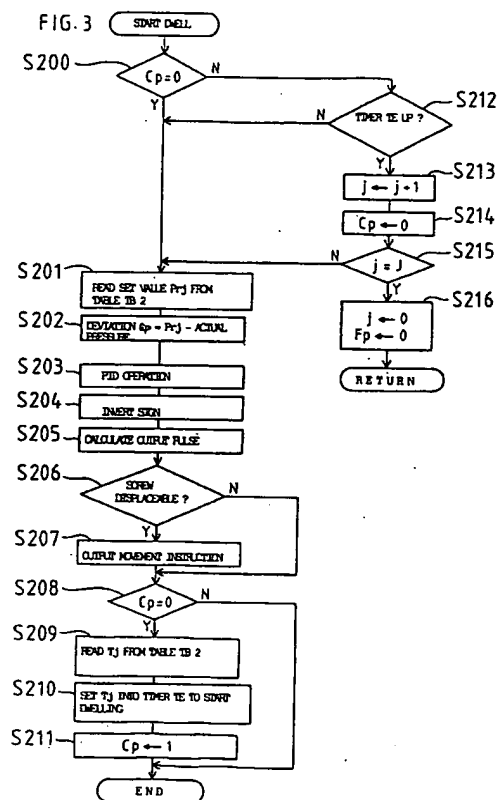 FIG. 3
START DWELL
S200
Cp=0
N
Y
S212
TIMER TE UP ?
N
Y
S213
j ← j+1
S214
Cp ← 0
S215
j = J
N
Y
S216
j ← 0
Fp ← 0
RETURN
S201
READ SET VALUE Prj FROM
TABLE TB 2
S202
DEVIATION &p = Prj - ACTUAL
PRESSURE
S203
PID OPERATION
S204
INVERT SIGN
S205
CALCULATE OUTPUT PULSE
S206
SCREW
DISPLACEABLE ?
N
Y
S207
OUTPUT MOVEMENT INSTRUCTION
S208
Cp=0
N
Y
S209
READ Tj FROM TABLE TB 2
S210
SET Tj INTO TIMER TE TO START
DWELLING
S211
Cp ← 1
END